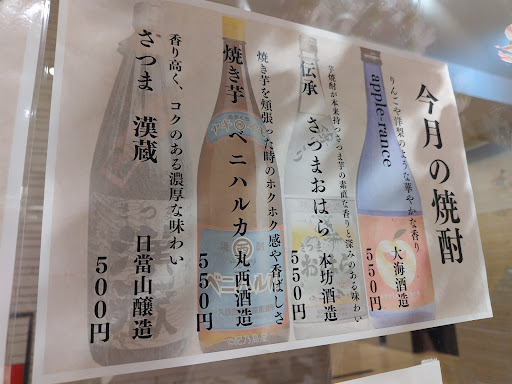 今月の焼酎
りんごや洋梨のような華やかな香り
apple-rance
大海酒造
550円
芋焼酎が本来持つさつま芋の素直な香りと深みのある味わい
伝承 さつまおはら
本坊酒造
500円
焼き芋を頬張った時のホクホク感や香ばしさ
焼き芋 ベニハルカ
丸西酒造
550円
香り高く、コクのある濃厚な味わい
さつま 漢蔵
日當山醸造
500円